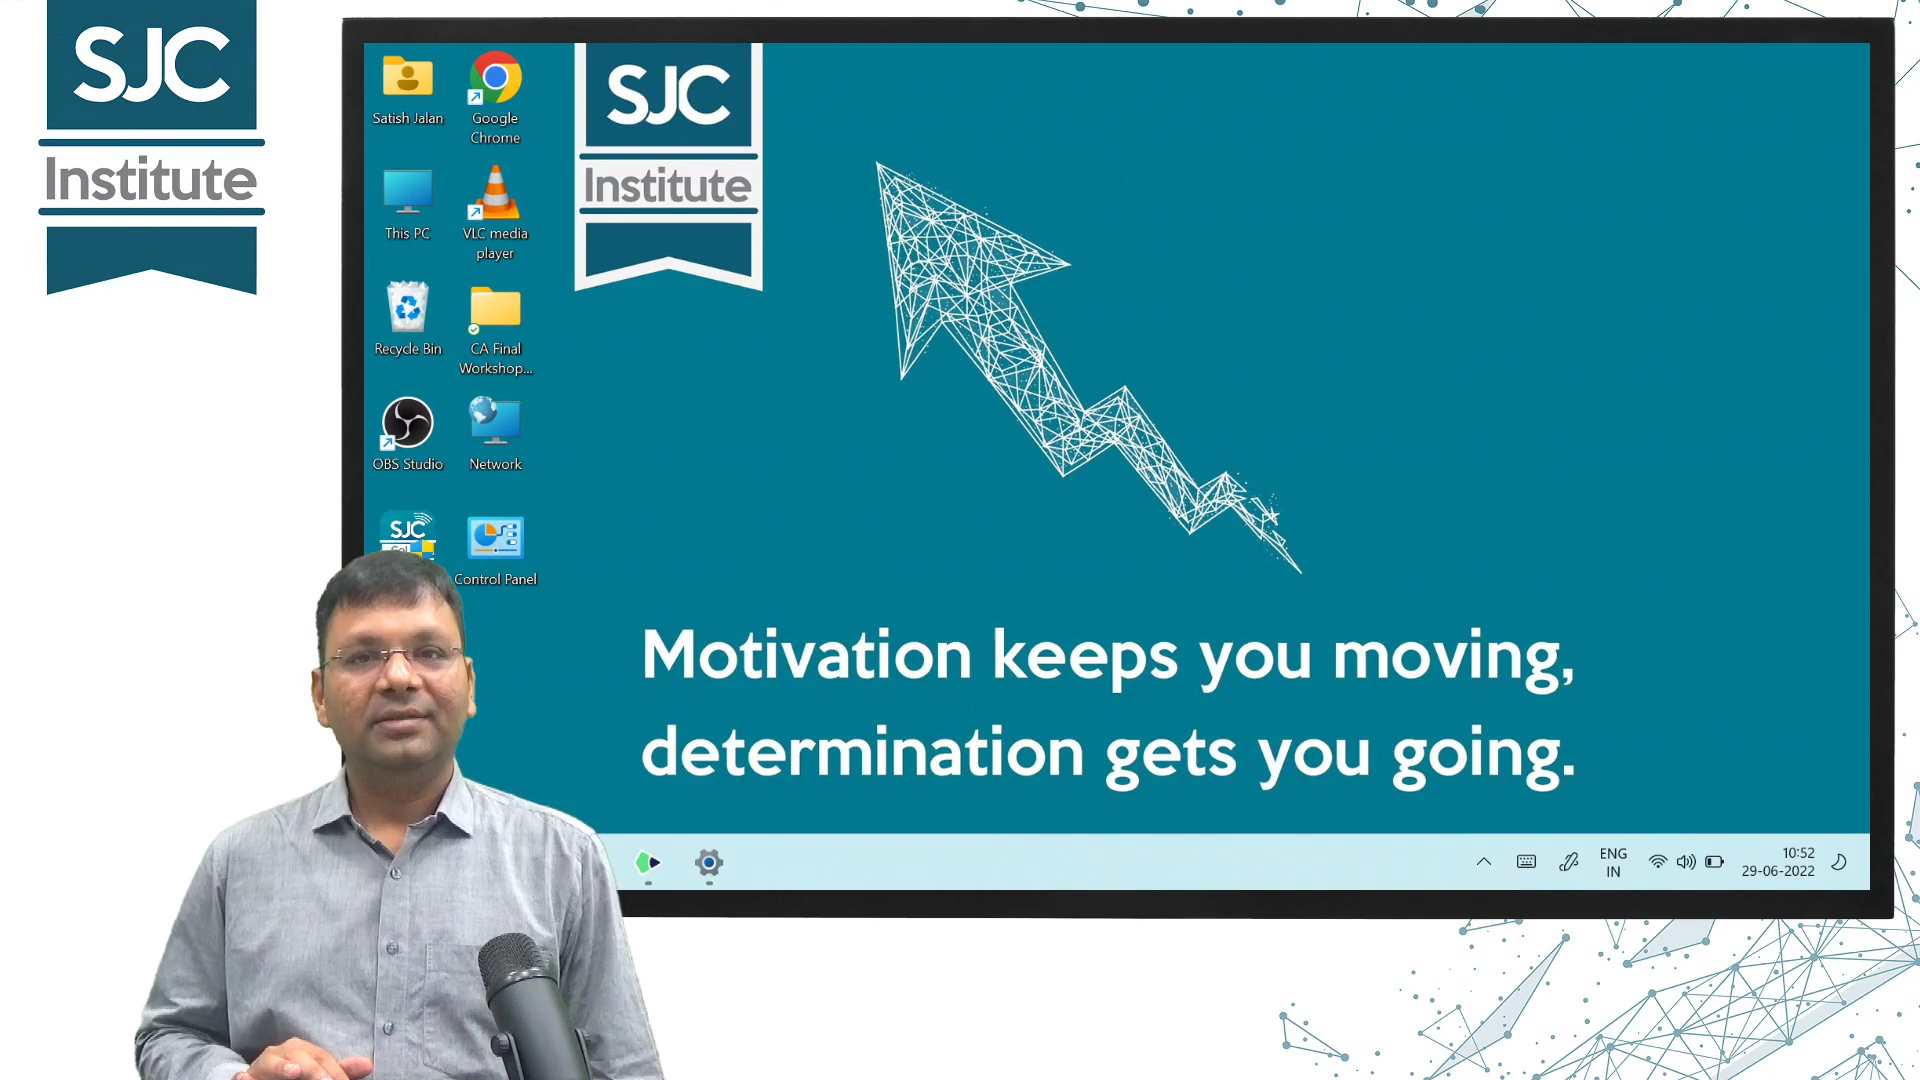 SJC
Institute
Satish Jalan
Google
Chrome
This PC
VLC media
player
Recycle Bin
CA Final
Workshop...
OBS Studio
Network
SJC
Control Panel
SJC
Institute
Motivation keeps you moving,
determination gets you going.
ENG
IN
10:52
29-06-2022